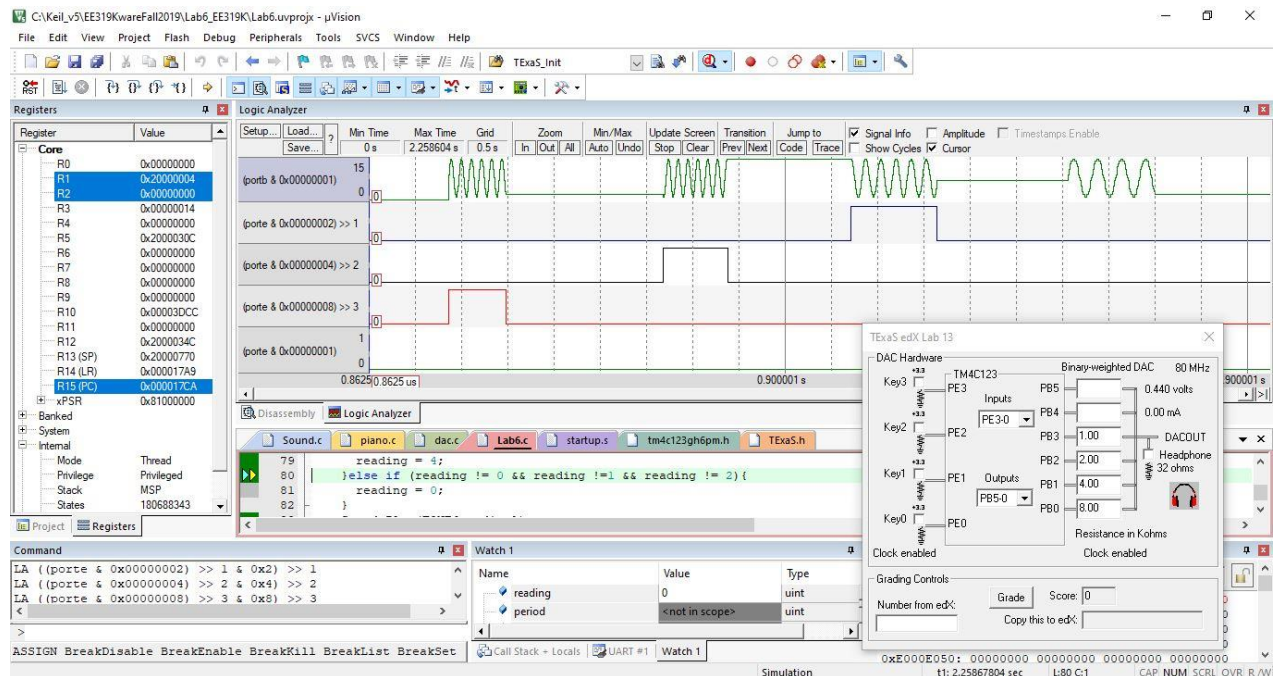 C:\Keil_v5\EE319KwareFall2019\Lab6_EE319K\Lab6.uvprojx - µVision
File Edit View Project Flash Debug Peripherals Tools SVCS Window Help
TExaS_Init
RST
Registers
Register Value
Core
R0 0x00000000
R1 0x20000004
R2 0x00000000
R3 0x00000014
R4 0x00000000
R5 0x2000030C
R6 0x00000000
R7 0x00000000
R8 0x00000000
R9 0x00000000
R10 0x00003DCC
R11 0x00000000
R12 0x2000034C
R13 (SP) 0x20000770
R14 (LR) 0x000017A9
R15 (PC) 0x000017CA
xPSR 0x81000000
Banked
System
Internal
Mode Thread
Privilege Privileged
Stack MSP
States 180688343
Project Registers
Logic Analyzer
Setup... Load... ? Min Time Max Time Grid Zoom Min/Max Update Screen Transition Jump to Signal Info Amplitude Timestamps Enable
Save... 0 s 2.258604 s 0.5 s In Out All Auto Undo Stop Clear Prev Next Code Trace Show Cycles Cursor
15
(portb & 0x00000001)
0 0
(porte & 0x00000002) >> 1
0
(porte & 0x00000004) >> 2
0
(porte & 0x00000008) >> 3
0
1
(porte & 0x00000001)
0
0.8625 0.8625 us 0.900001 s 900001 s
Disassembly Logic Analyzer
Sound.c piano.c dac.c Lab6.c startup.s tm4c123gh6pm.h TExaS.h
79 reading = 4;
80 }else if (reading != 0 && reading !=1 && reading != 2){
81 reading = 0;
82 }
TExaS edX Lab 13
DAC Hardware
+3.3
Key3 PE3
TM4C123
Inputs
PE3-0
+3.3
Key2 PE2
+3.3
Key1 PE1
Outputs
PB5-0
+3.3
Key0 PE0
Clock enabled
Binary-weighted DAC 80 MHz
PB5 0.440 volts
PB4 0.00 mA
PB3 1.00 DACOUT
PB2 2.00 Headphone
32 ohms
PB1 4.00
PB0 8.00
Resistance in Kohms
Clock enabled
Grading Controls
Number from edX: Grade Score: 0
Copy this to edX:
Command
LA ((porte & 0x00000002) >> 1 & 0x2) >> 1
LA ((porte & 0x00000004) >> 2 & 0x4) >> 2
LA ((porte & 0x00000008) >> 3 & 0x8) >> 3
>
ASSIGN BreakDisable BreakEnable BreakKill BreakList BreakSet
Watch 1
Name Value Type
reading 0 uint
period <not in scope> uint
Call Stack + Locals UART #1 Watch 1
0xE000E050: 00000000 00000000 00000000 00000000
Simulation t1: 2.25867804 sec L:80 C:1 CAP NUM SCRL OVR R/W